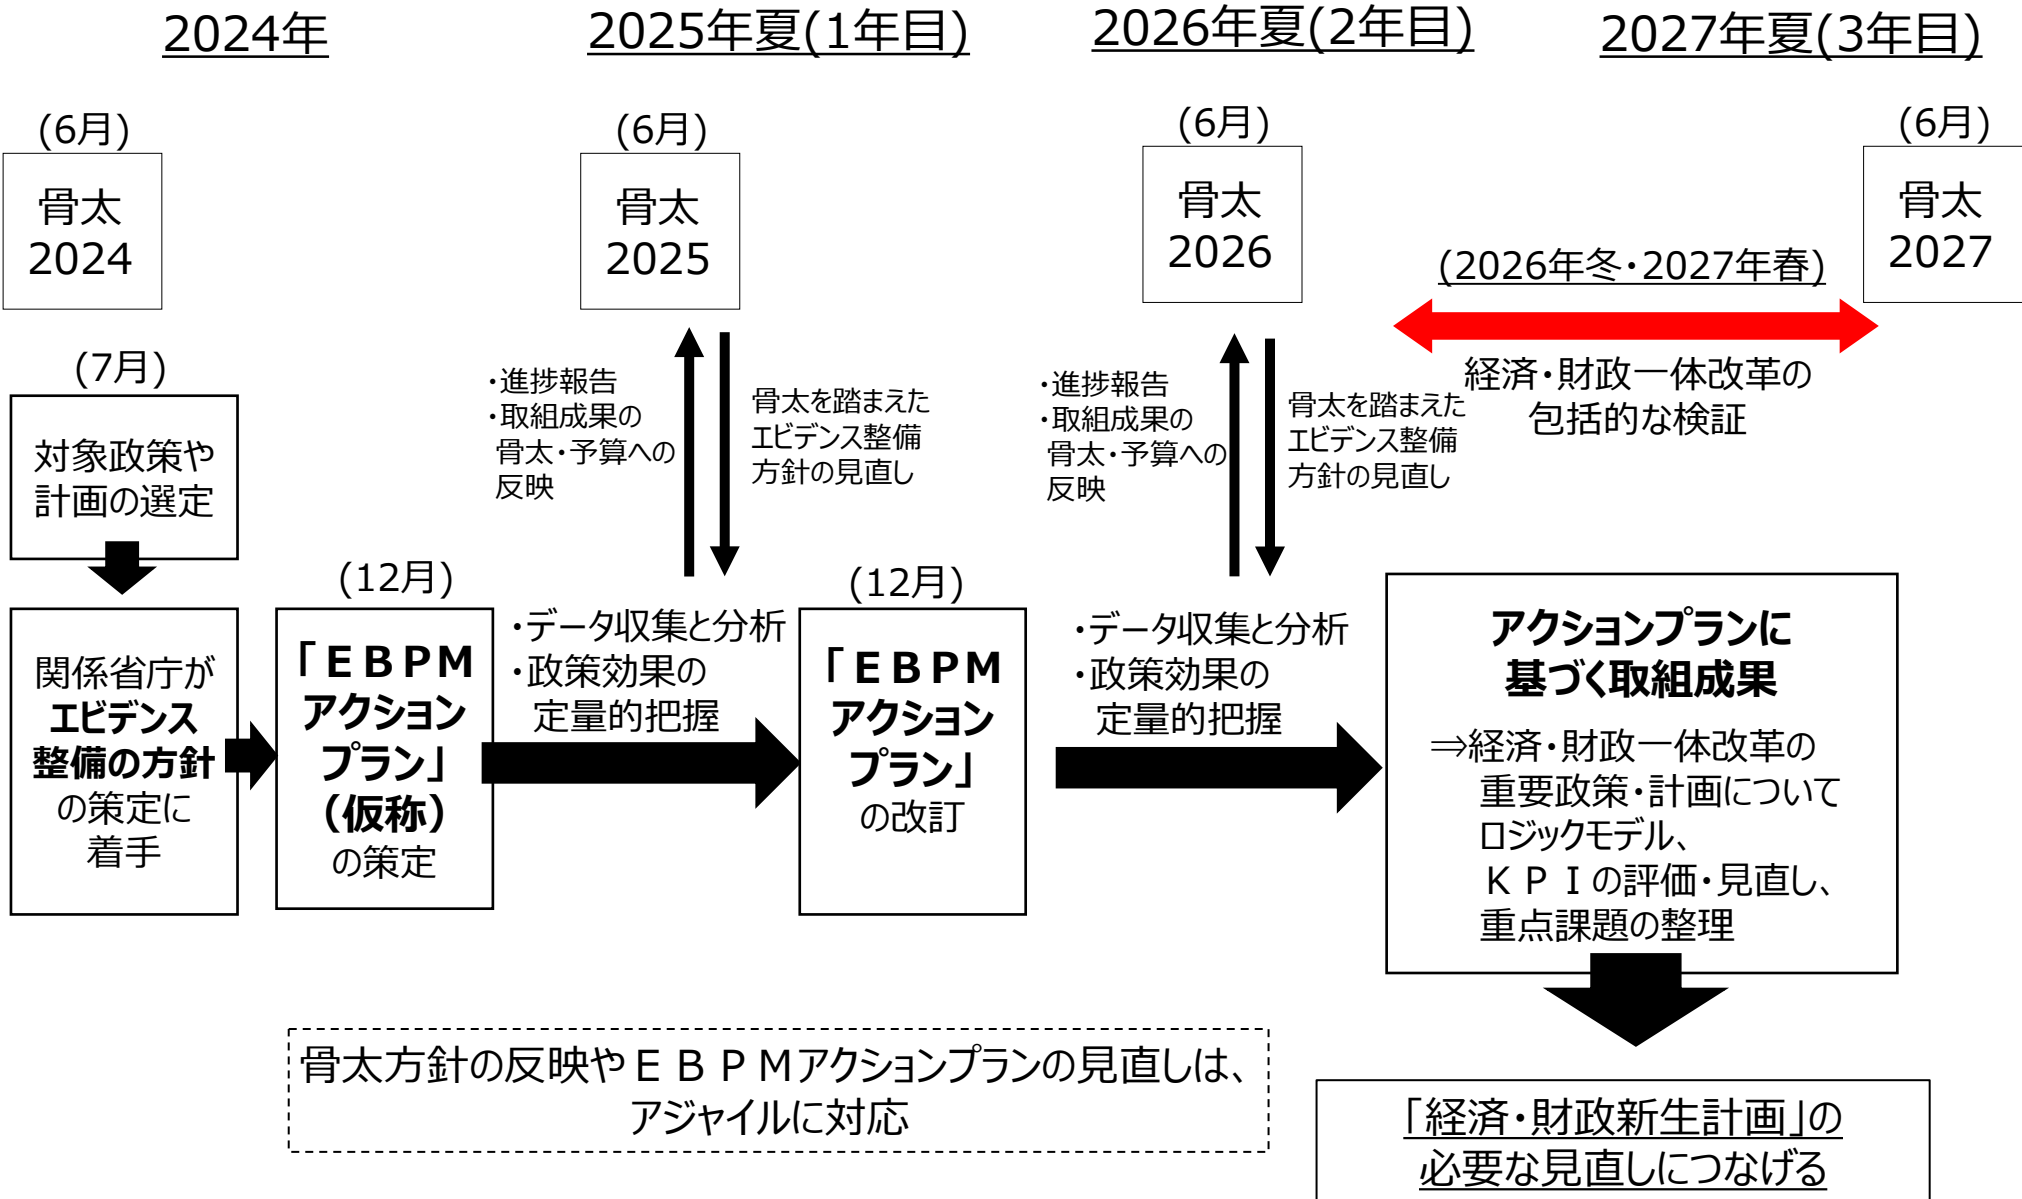 2024年
2025年夏(1年目)
2026年夏(2年目)
2027年夏(3年目)
(6月)
骨太
2024
(6月)
骨太
2025
(6月)
骨太
2026
(6月)
骨太
2027
(2026年冬・2027年春)
経済・財政一体改革の
包括的な検証
(7月)
対象政策や
計画の選定
・進捗報告
・取組成果の
骨太・予算への
反映
骨太を踏まえた
エビデンス整備
方針の見直し
・進捗報告
・取組成果の
骨太・予算への
反映
骨太を踏まえた
エビデンス整備
方針の見直し
関係省庁が
エビデンス
整備の方針
の策定に
着手
(12月)
「ＥＢＰＭ
アクション
プラン」
（仮称）
の策定
・データ収集と分析
・政策効果の
定量的把握
(12月)
「ＥＢＰＭ
アクション
プラン」
の改訂
・データ収集と分析
・政策効果の
定量的把握
アクションプランに
基づく取組成果
⇒経済・財政一体改革の
重要政策・計画について
ロジックモデル、
ＫＰＩの評価・見直し、
重点課題の整理
骨太方針の反映やＥＢＰＭアクションプランの見直しは、
アジャイルに対応
「経済・財政新生計画」の
必要な見直しにつなげる